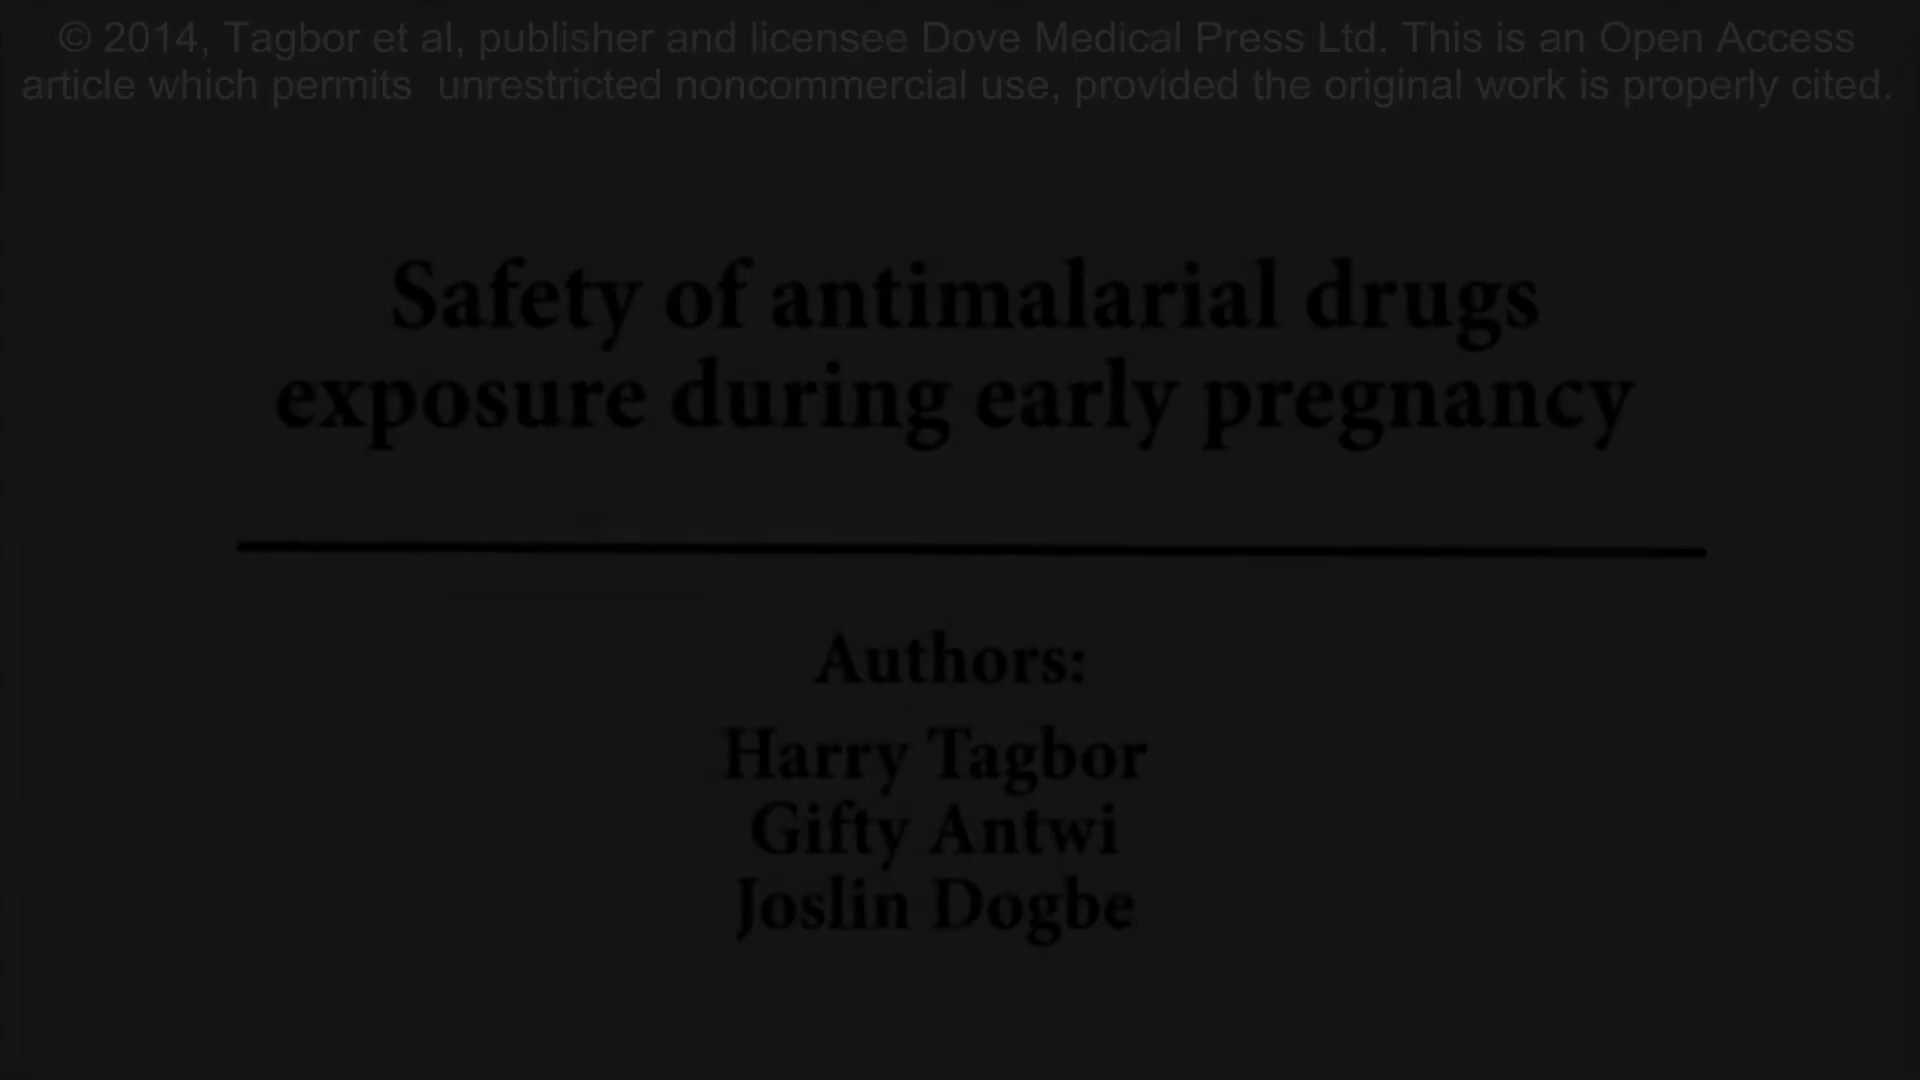 © 2014, Tagbor et al, publisher and licensee Dove Medical Press Ltd. This is an Open Access
article which permits  unrestricted noncommercial use, provided the original work is properly cited.
Safety of antimalarial drugs
exposure during early pregnancy
Authors:
Harry Tagbor
Gifty Antwi
Joslin Dogbe